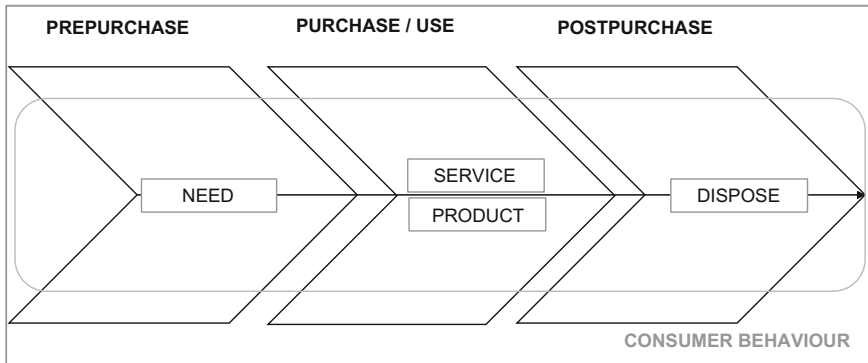 PREPURCHASE
PURCHASE / USE
POSTPURCHASE
NEED
SERVICE
PRODUCT
DISPOSE
CONSUMER BEHAVIOUR